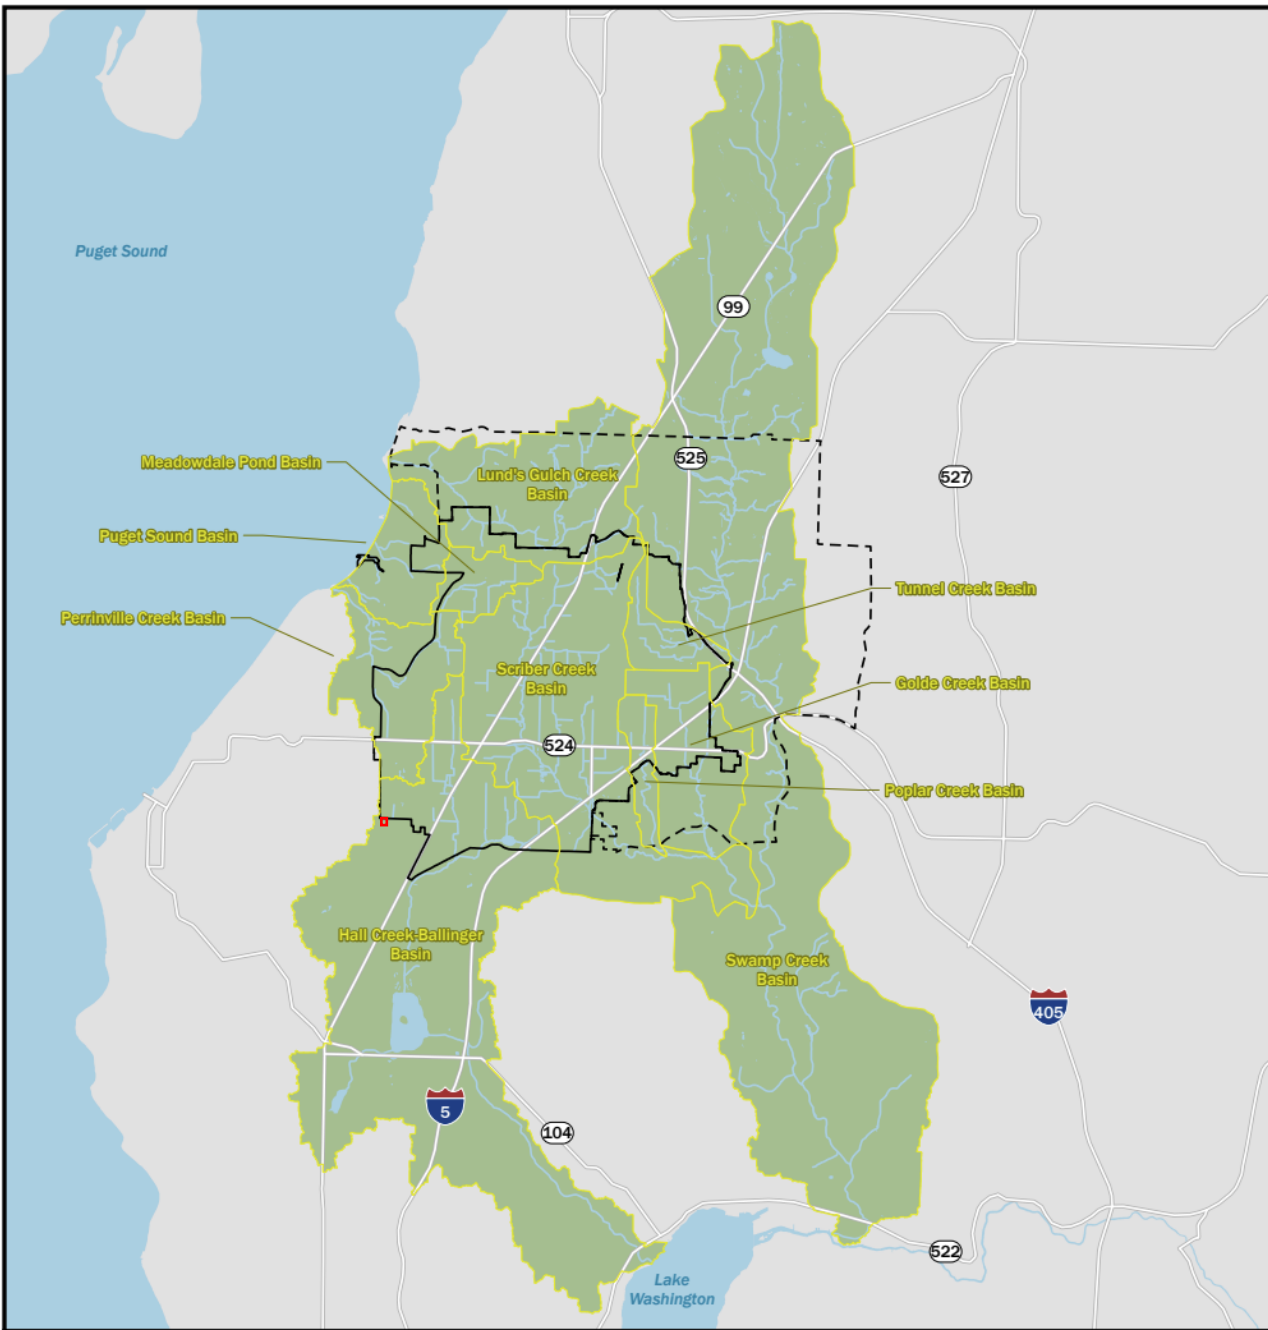 Puget Sound
99
Meadowdale Pond Basin
Lund's Gulch Creek
Basin
525
527
Puget Sound Basin
Tunnel Creek Basin
Perrinville Creek Basin
Scriber Creek
Basin
Golde Creek Basin
524
Poplar Creek Basin
Hall Creek-Ballinger
Basin
Swamp Creek
Basin
405
5
104
522
Lake
Washington